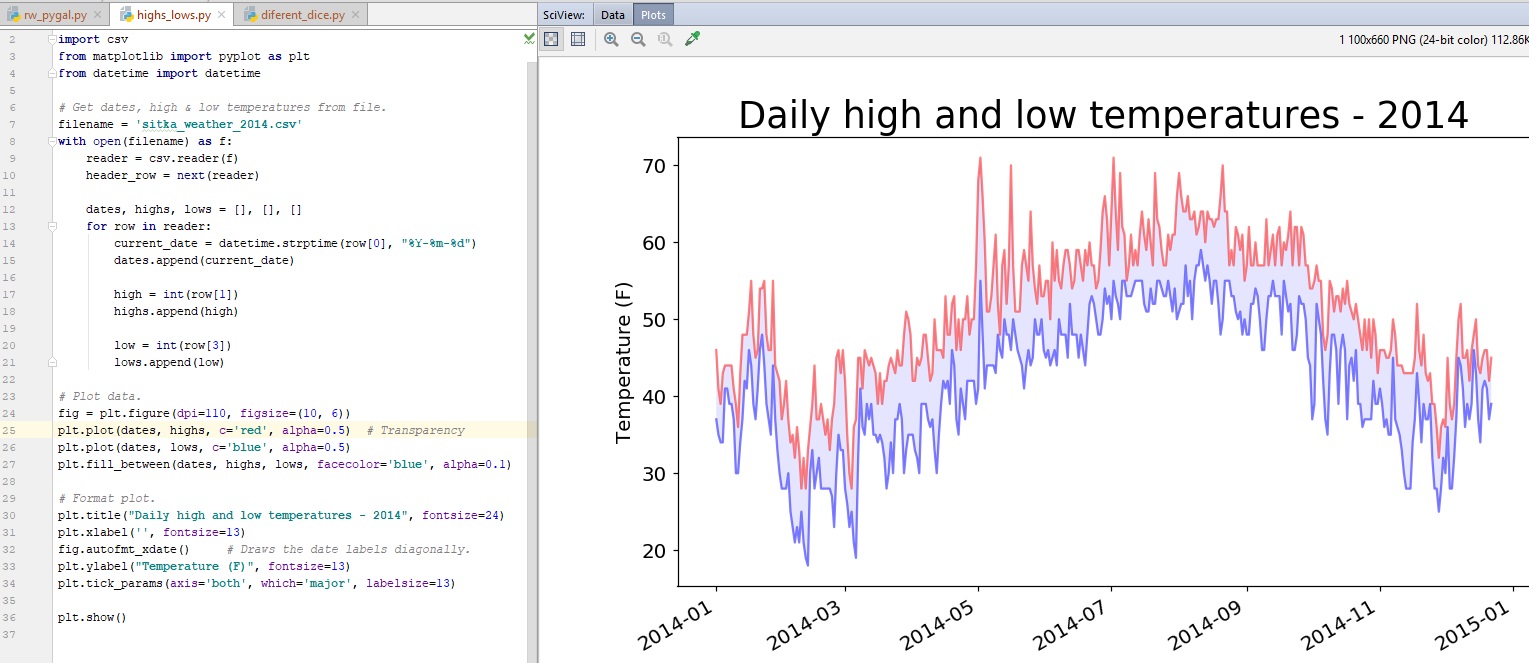 rw_pygal.py highs_lows.py diferent_dice.py
2 import csv
3 from matplotlib import pyplot as plt
4 from datetime import datetime
5
6 # Get dates, high & low temperatures from file.
7 filename = 'sitka_weather_2014.csv'
8 with open(filename) as f:
9     reader = csv.reader(f)
10     header_row = next(reader)
11
12     dates, highs, lows = [], [], []
13     for row in reader:
14         current_date = datetime.strptime(row[0], "%Y-%m-%d")
15         dates.append(current_date)
16
17         high = int(row[1])
18         highs.append(high)
19
20         low = int(row[3])
21         lows.append(low)
22
23 # Plot data.
24 fig = plt.figure(dpi=110, figsize=(10, 6))
25 plt.plot(dates, highs, c='red', alpha=0.5)  # Transparency
26 plt.plot(dates, lows, c='blue', alpha=0.5)
27 plt.fill_between(dates, highs, lows, facecolor='blue', alpha=0.1)
28
29 # Format plot.
30 plt.title("Daily high and low temperatures - 2014", fontsize=24)
31 plt.xlabel('', fontsize=13)
32 fig.autofmt_xdate()     # Draws the date labels diagonally.
33 plt.ylabel("Temperature (F)", fontsize=13)
34 plt.tick_params(axis='both', which='major', labelsize=13)
35
36 plt.show()
37
SciView: Data Plots
1 100x660 PNG (24-bit color) 112.86K
Daily high and low temperatures - 2014
Temperature (F)
70
60
50
40
30
20
2014-01 2014-03 2014-05 2014-07 2014-09 2014-11 2015-01